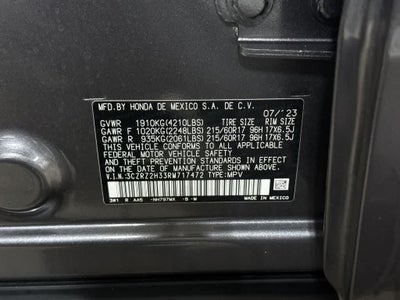 MFD.BY HONDA DE MEXICO S.A. DE C.V.
07/'23
GVWR 1910KG(4210LBS) TIRE SIZE RIM SIZE
GAWR F 1020KG(2248LBS) 215/60R17 96H 17X6.5J
GAWR R 935KG(2061LBS) 215/60R17 96H 17X6.5J
THIS VEHICLE CONFORMS TO ALL APPLICABLE
FEDERAL MOTOR VEHICLE SAFETY AND
THEFT PREVENTION STANDARDS IN EFFECT ON
THE DATE OF MANUFACTURE SHOWN ABOVE.
V.I.N.:3CZRZ2H33RM717472 TYPE:MPV
3W1 R AA5 -NH797MX -B -M
MADE IN MEXICO